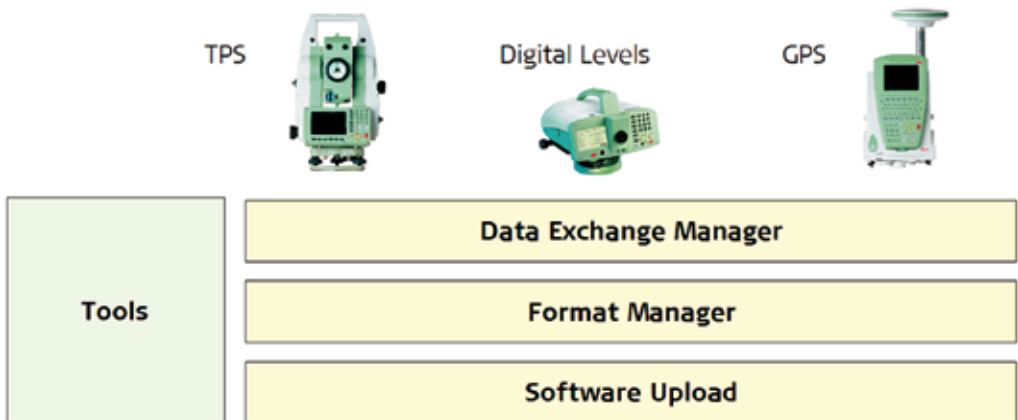 TPS
Digital Levels
GPS
Tools
Data Exchange Manager
Format Manager
Software Upload